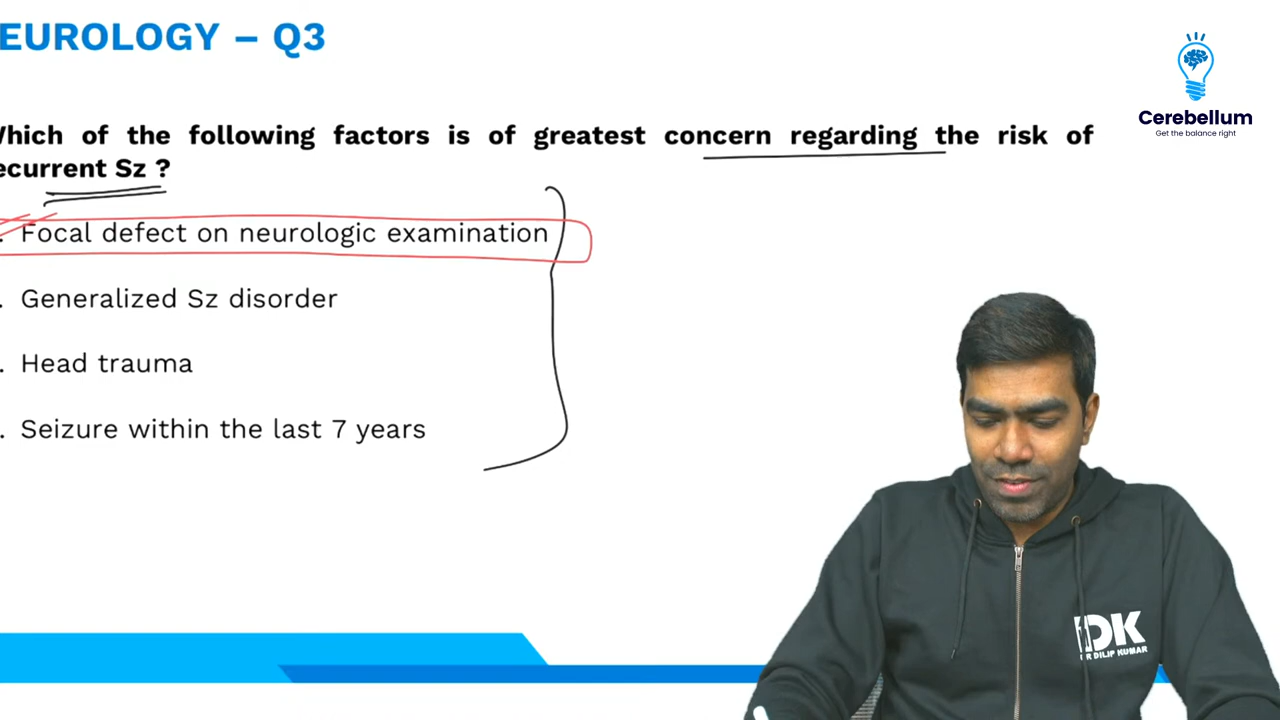 EUROLOGY – Q3
Cerebellum
Get the balance right
hich of the following factors is of greatest concern regarding the risk of
ecurrent Sz ?
. Focal defect on neurologic examination
. Generalized Sz disorder
. Head trauma
. Seizure within the last 7 years
DK
DR DILIP KUMAR